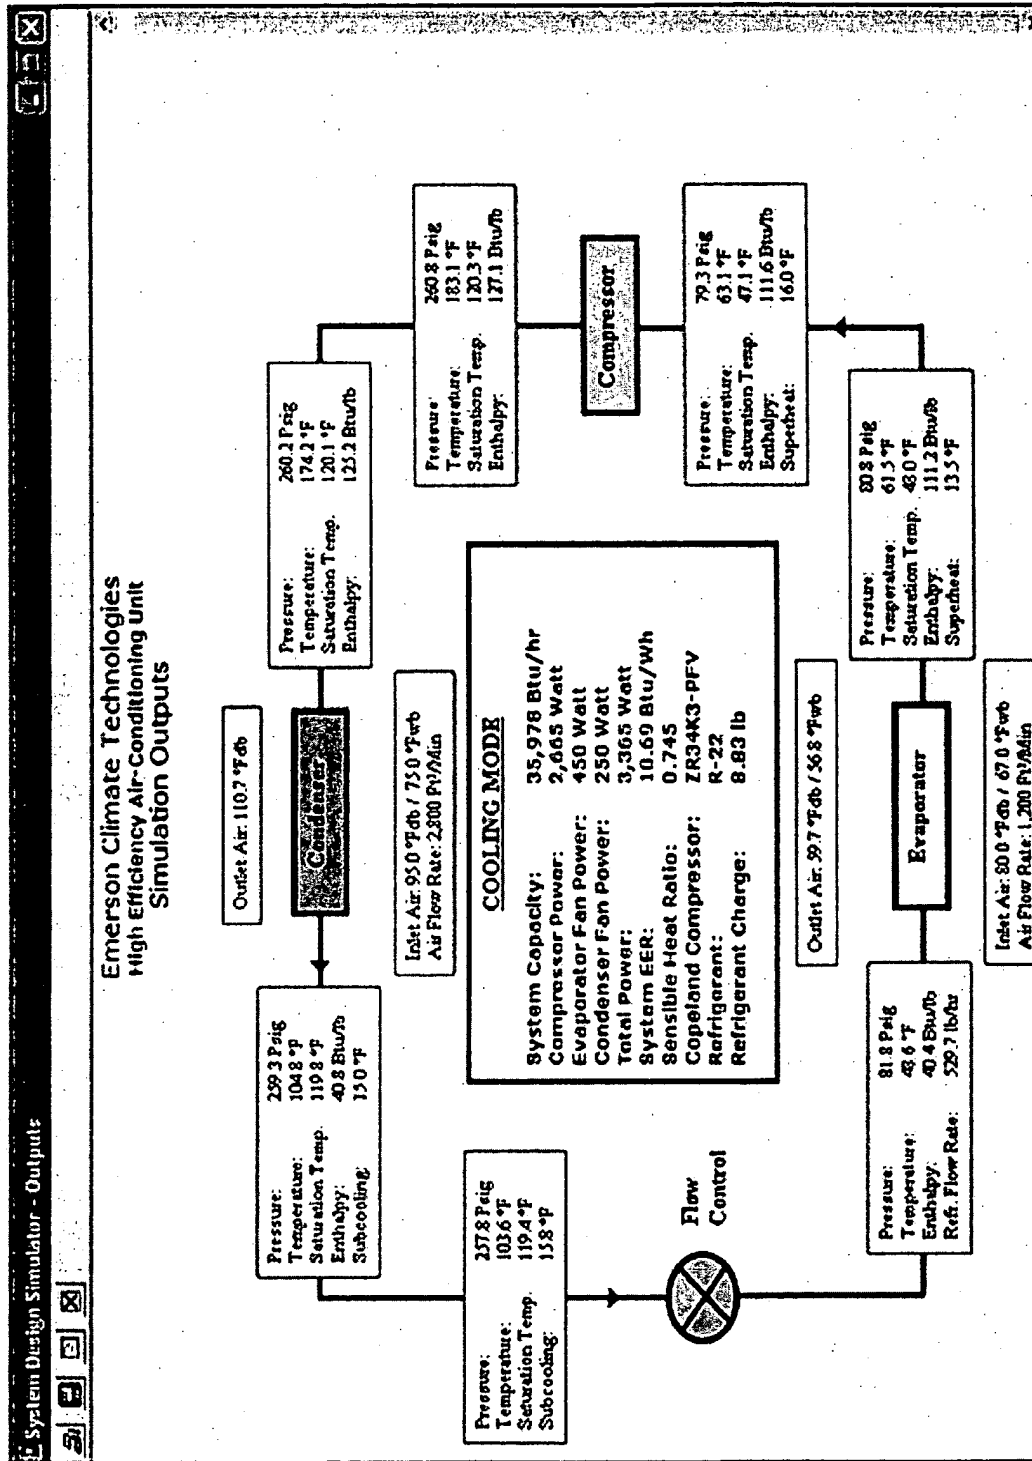 System Design Simulator - Outputs
Emerson Climate Technologies
High Efficiency Air-Conditioning Unit
Simulation Outputs
Outlet Air: 110.7 °Fdb
Condenser
Inlet Air: 95.0 °Fdb / 75.0 °Fwb
Air Flow Rate: 2,800 Ft³/Min
Pressure: 259.3 Psig
Temperature: 104.8 °F
Saturation Temp. 119.8 °F
Enthalpy: 40.8 Btu/lb
Subcooling: 15.0 °F
Pressure: 260.2 Psig
Temperature: 174.2 °F
Saturation Temp. 120.1 °F
Enthalpy: 125.2 Btu/lb
Pressure: 257.8 Psig
Temperature: 103.6 °F
Saturation Temp. 119.4 °F
Subcooling: 15.8 °F
Pressure: 260.8 Psig
Temperature: 183.1 °F
Saturation Temp. 120.3 °F
Enthalpy: 127.1 Btu/lb
COOLING MODE
System Capacity: 35,978 Btu/hr
Compressor Power: 2,665 Watt
Evaporator Fan Power: 450 Watt
Condenser Fan Power: 250 Watt
Total Power: 3,365 Watt
System EER: 10.69 Btu/Wh
Sensible Heat Ratio: 0.745
Copeland Compressor: ZR34K3-PFV
Refrigerant: R-22
Refrigerant Charge: 8.83 lb
Flow
Control
Compressor
Pressure: 79.3 Psig
Temperature: 63.1 °F
Saturation Temp. 47.1 °F
Enthalpy: 111.6 Btu/lb
Superheat: 16.0 °F
Outlet Air: 59.7 °Fdb / 56.8 °Fwb
Pressure: 81.8 Psig
Temperature: 48.6 °F
Enthalpy: 40.4 Btu/lb
Refr. Flow Rate: 529.7 lb/hr
Evaporator
Pressure: 80.8 Psig
Temperature: 61.5 °F
Saturation Temp. 48.0 °F
Enthalpy: 111.2 Btu/lb
Superheat: 13.5 °F
Inlet Air: 80.0 °Fdb / 67.0 °Fwb
Air Flow Rate: 1,200 Ft³/Min